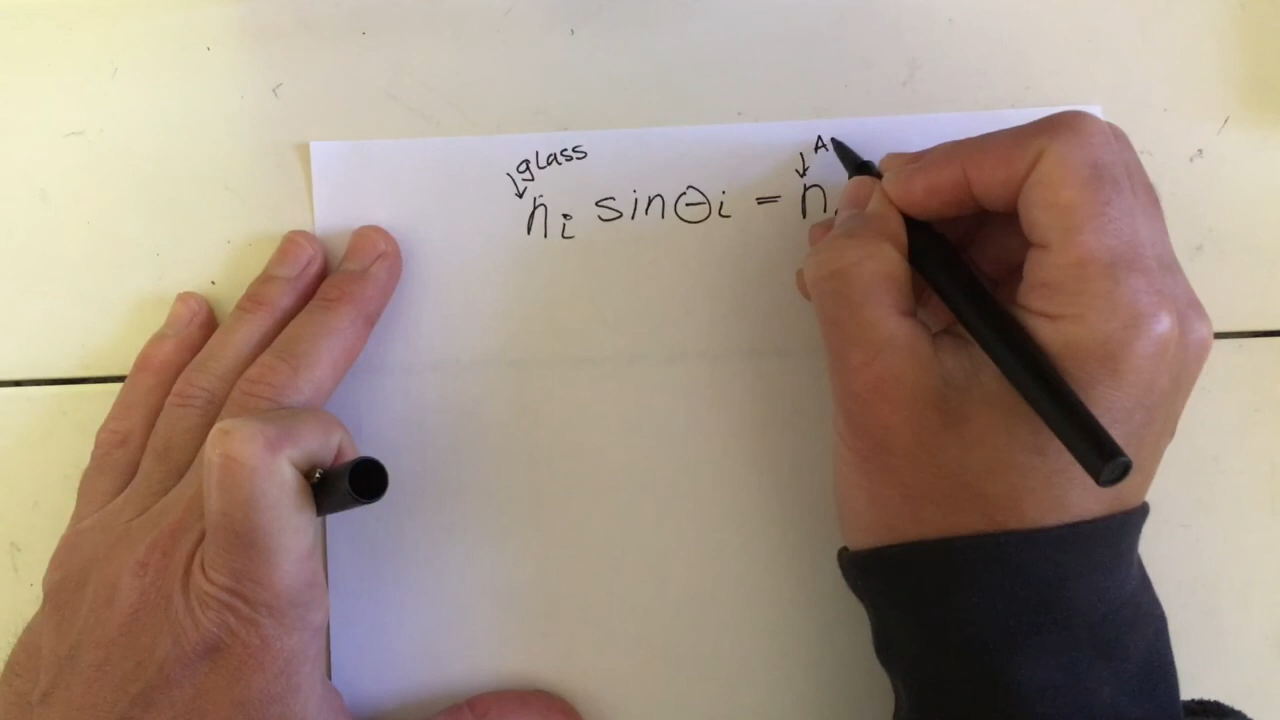 glass A
ni sinθi = n